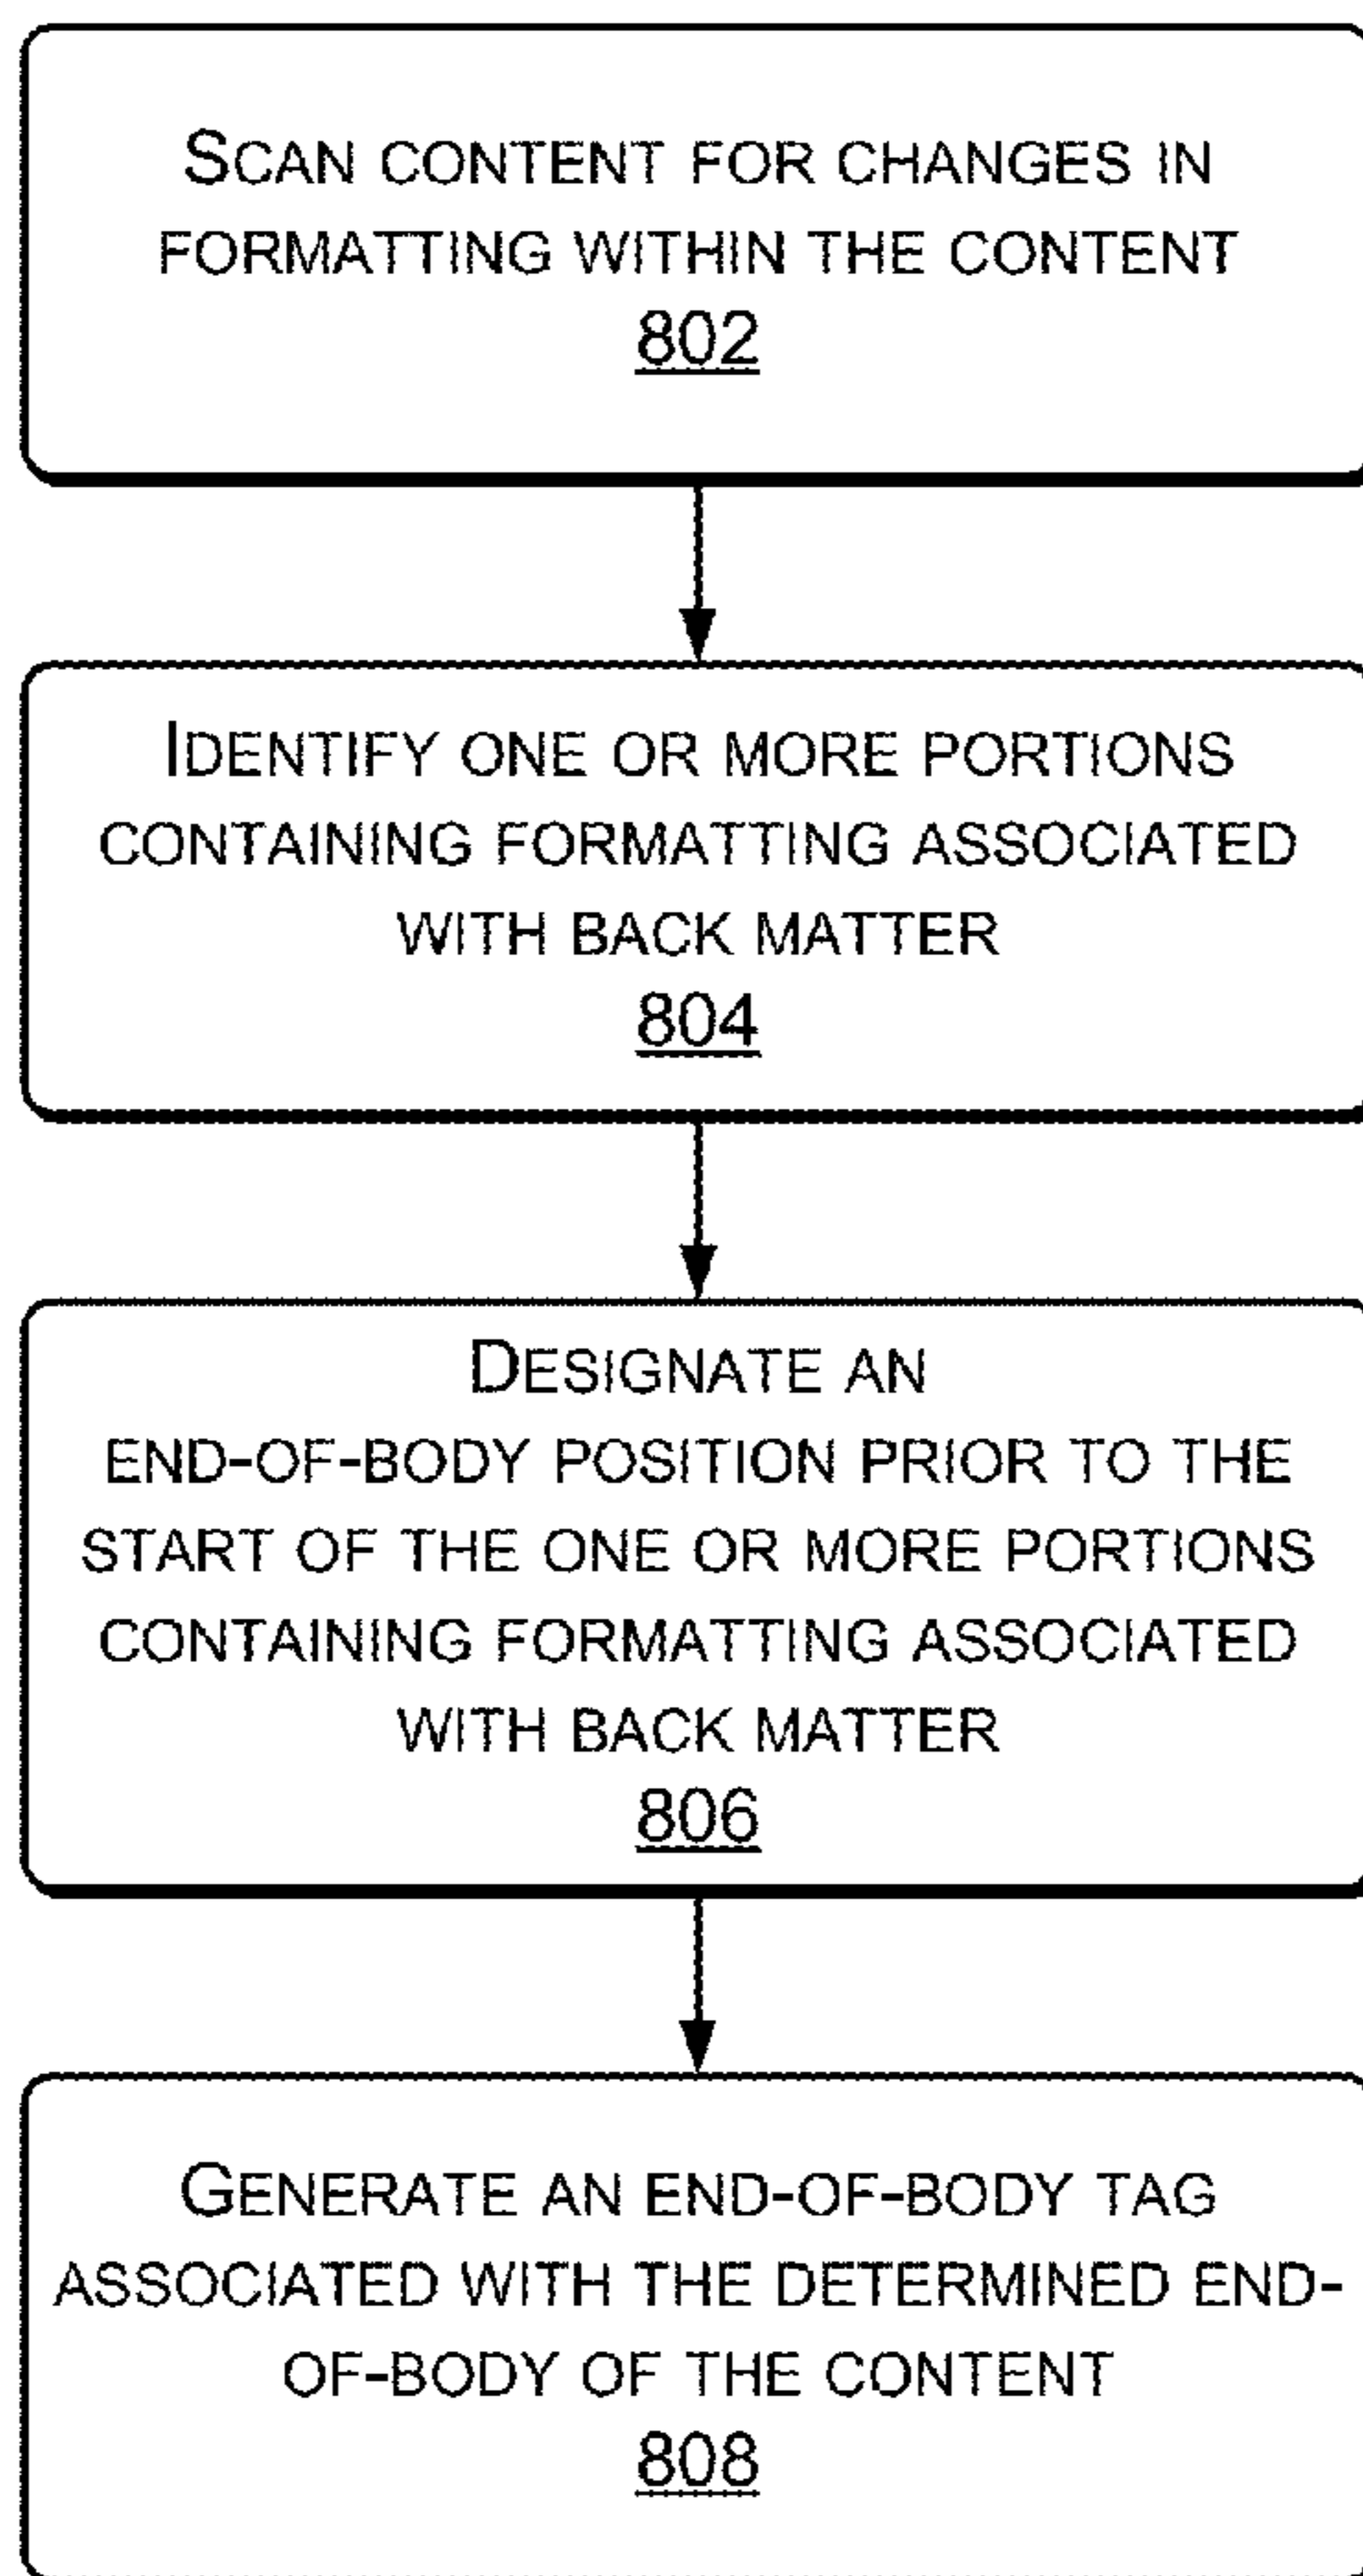 SCAN CONTENT FOR CHANGES IN
FORMATTING WITHIN THE CONTENT
802
IDENTIFY ONE OR MORE PORTIONS
CONTAINING FORMATTING ASSOCIATED
WITH BACK MATTER
804
DESIGNATE AN
END-OF-BODY POSITION PRIOR TO THE
START OF THE ONE OR MORE PORTIONS
CONTAINING FORMATTING ASSOCIATED
WITH BACK MATTER
806
GENERATE AN END-OF-BODY TAG
ASSOCIATED WITH THE DETERMINED END-
OF-BODY OF THE CONTENT
808